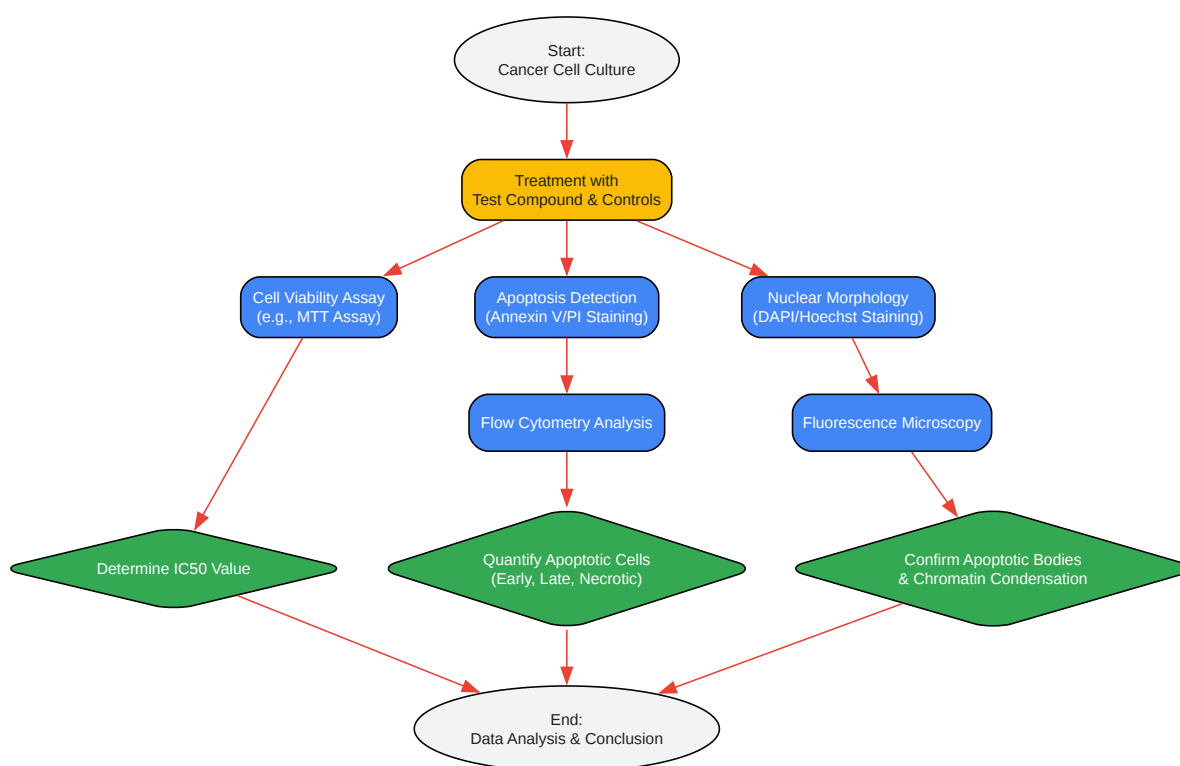 Start:
Cancer Cell Culture
Treatment with
Test Compound & Controls
Cell Viability Assay
(e.g., MTT Assay)
Apoptosis Detection
(Annexin V/PI Staining)
Nuclear Morphology
(DAPI/Hoechst Staining)
Flow Cytometry Analysis
Fluorescence Microscopy
Determine IC50 Value
Quantify Apoptotic Cells
(Early, Late, Necrotic)
Confirm Apoptotic Bodies
& Chromatin Condensation
End:
Data Analysis & Conclusion